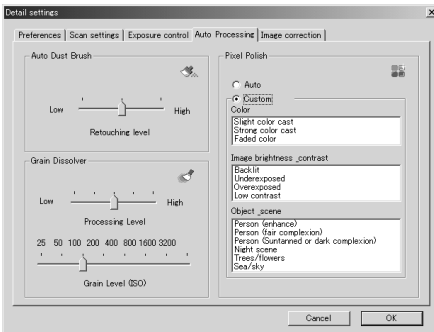 Detail settings
Preferences
Scan settings
Exposure control
Auto Processing
Image correction
Auto Dust Brush
Low
High
Retouching level
Grain Dissolver
Low
High
Processing Level
25 50 100 200 400 800 1600 3200
Grain Level (ISO)
Pixel Polish
Auto
Custom
Color
Slight color cast
Strong color cast
Faded color
Image brightness _contrast
Backlit
Underexposed
Overexposed
Low contrast
Object _scene
Person (enhance)
Person (fair complexion)
Person (Suntanned or dark complexion)
Night scene
Trees/flowers
Sea/sky
Cancel
OK